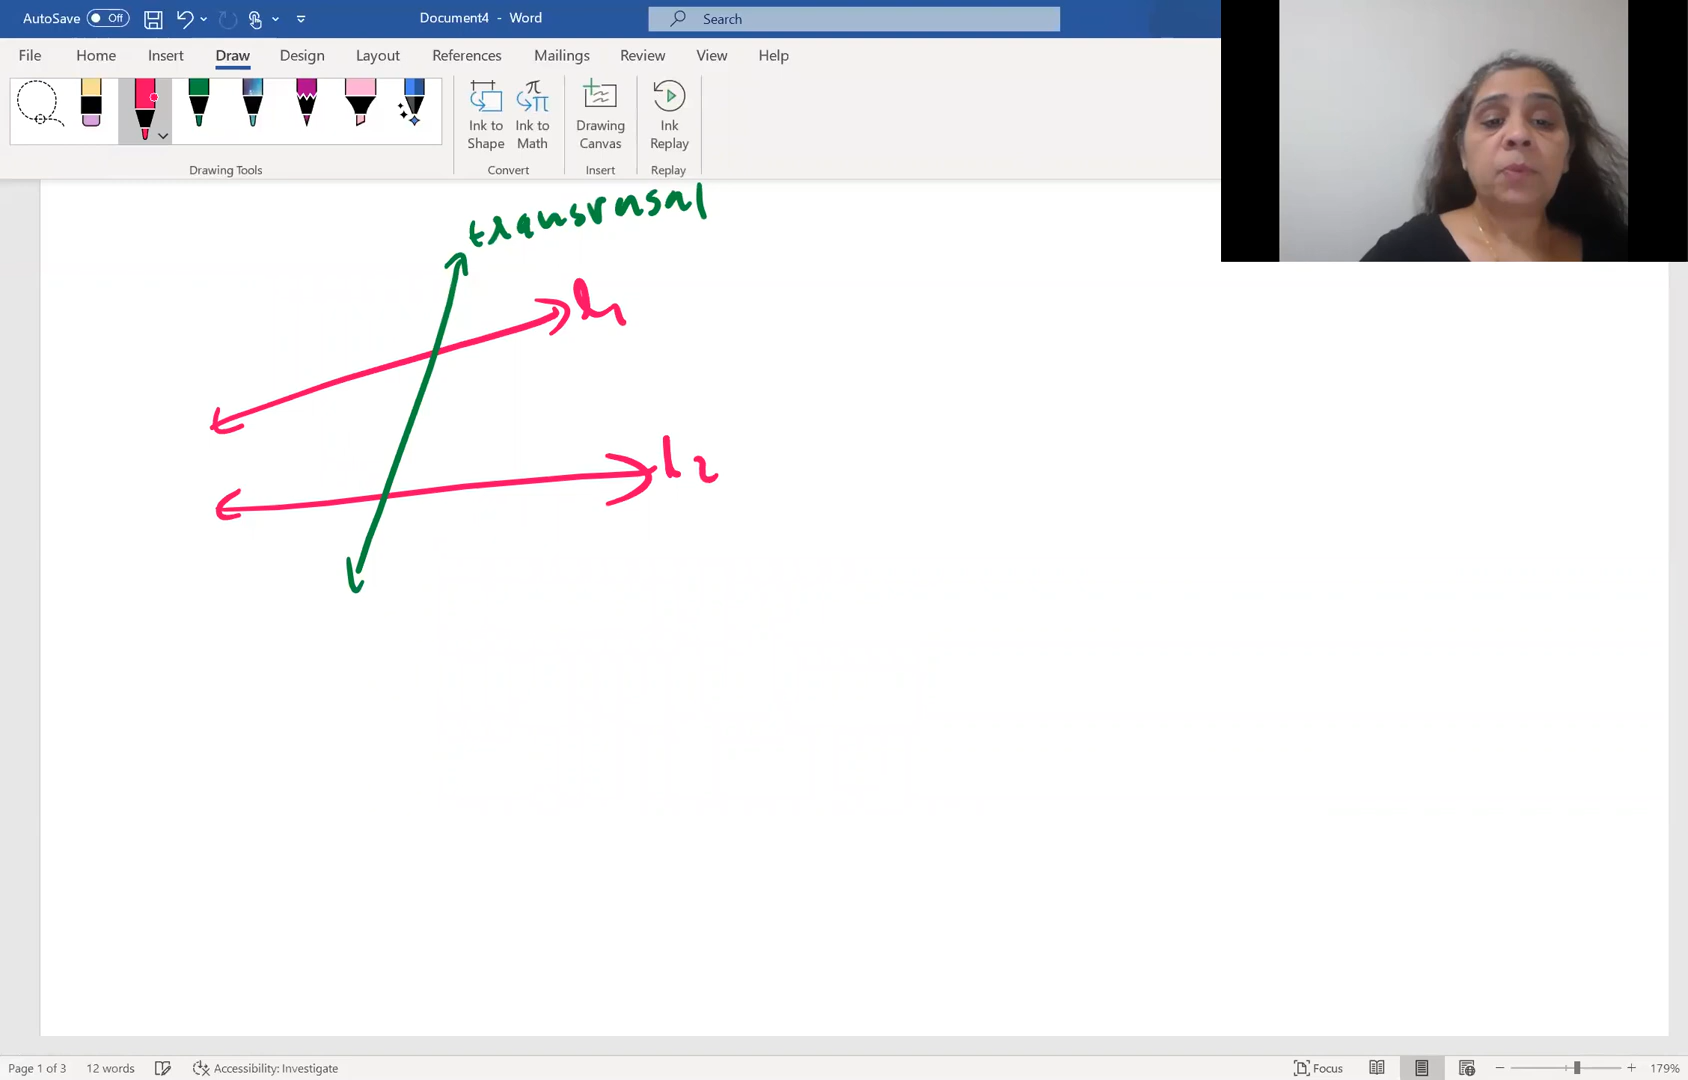 AutoSave Off Document4 - Word Search
File Home Insert Draw Design Layout References Mailings Review View Help
Ink to Shape
Ink to Math
Drawing Canvas
Ink Replay
Drawing Tools Convert Insert Replay
transvasal
l1
l2
Page 1 of 3 12 words Accessibility: Investigate Focus 179%